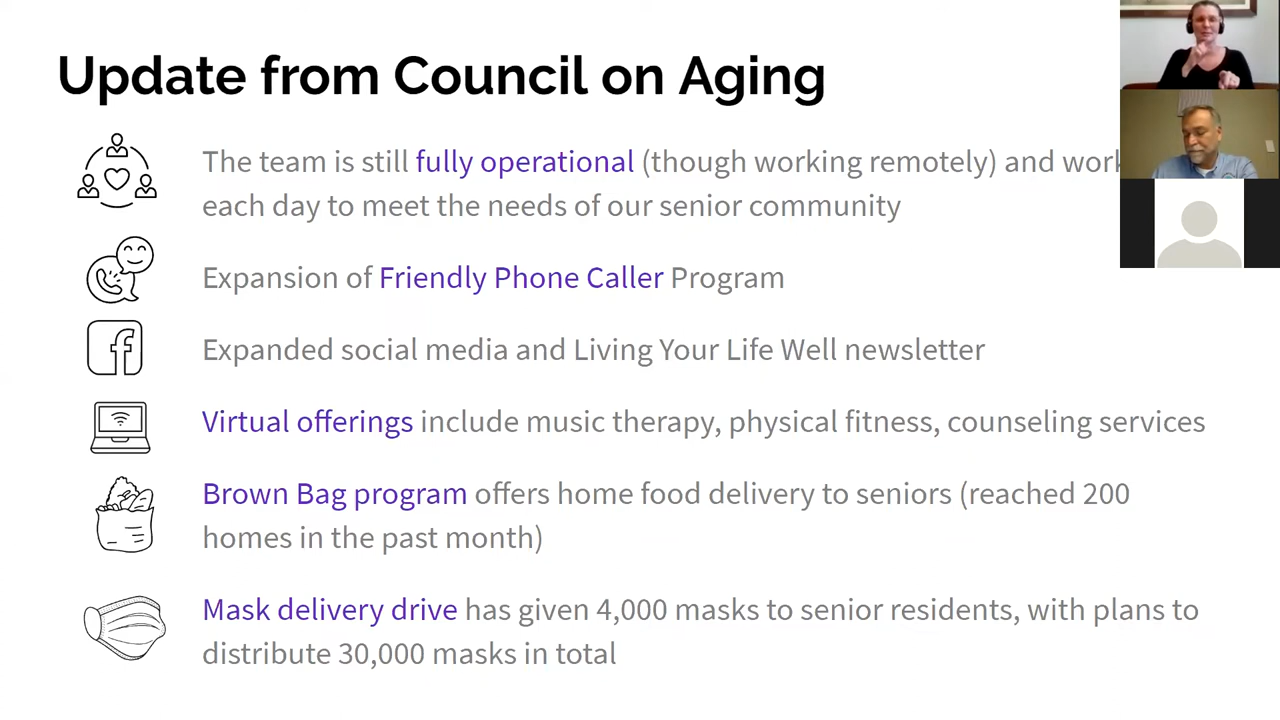 Update from Council on Aging
The team is still fully operational (though working remotely) and work
each day to meet the needs of our senior community
Expansion of Friendly Phone Caller Program
Expanded social media and Living Your Life Well newsletter
Virtual offerings include music therapy, physical fitness, counseling services
Brown Bag program offers home food delivery to seniors (reached 200
homes in the past month)
Mask delivery drive has given 4,000 masks to senior residents, with plans to
distribute 30,000 masks in total